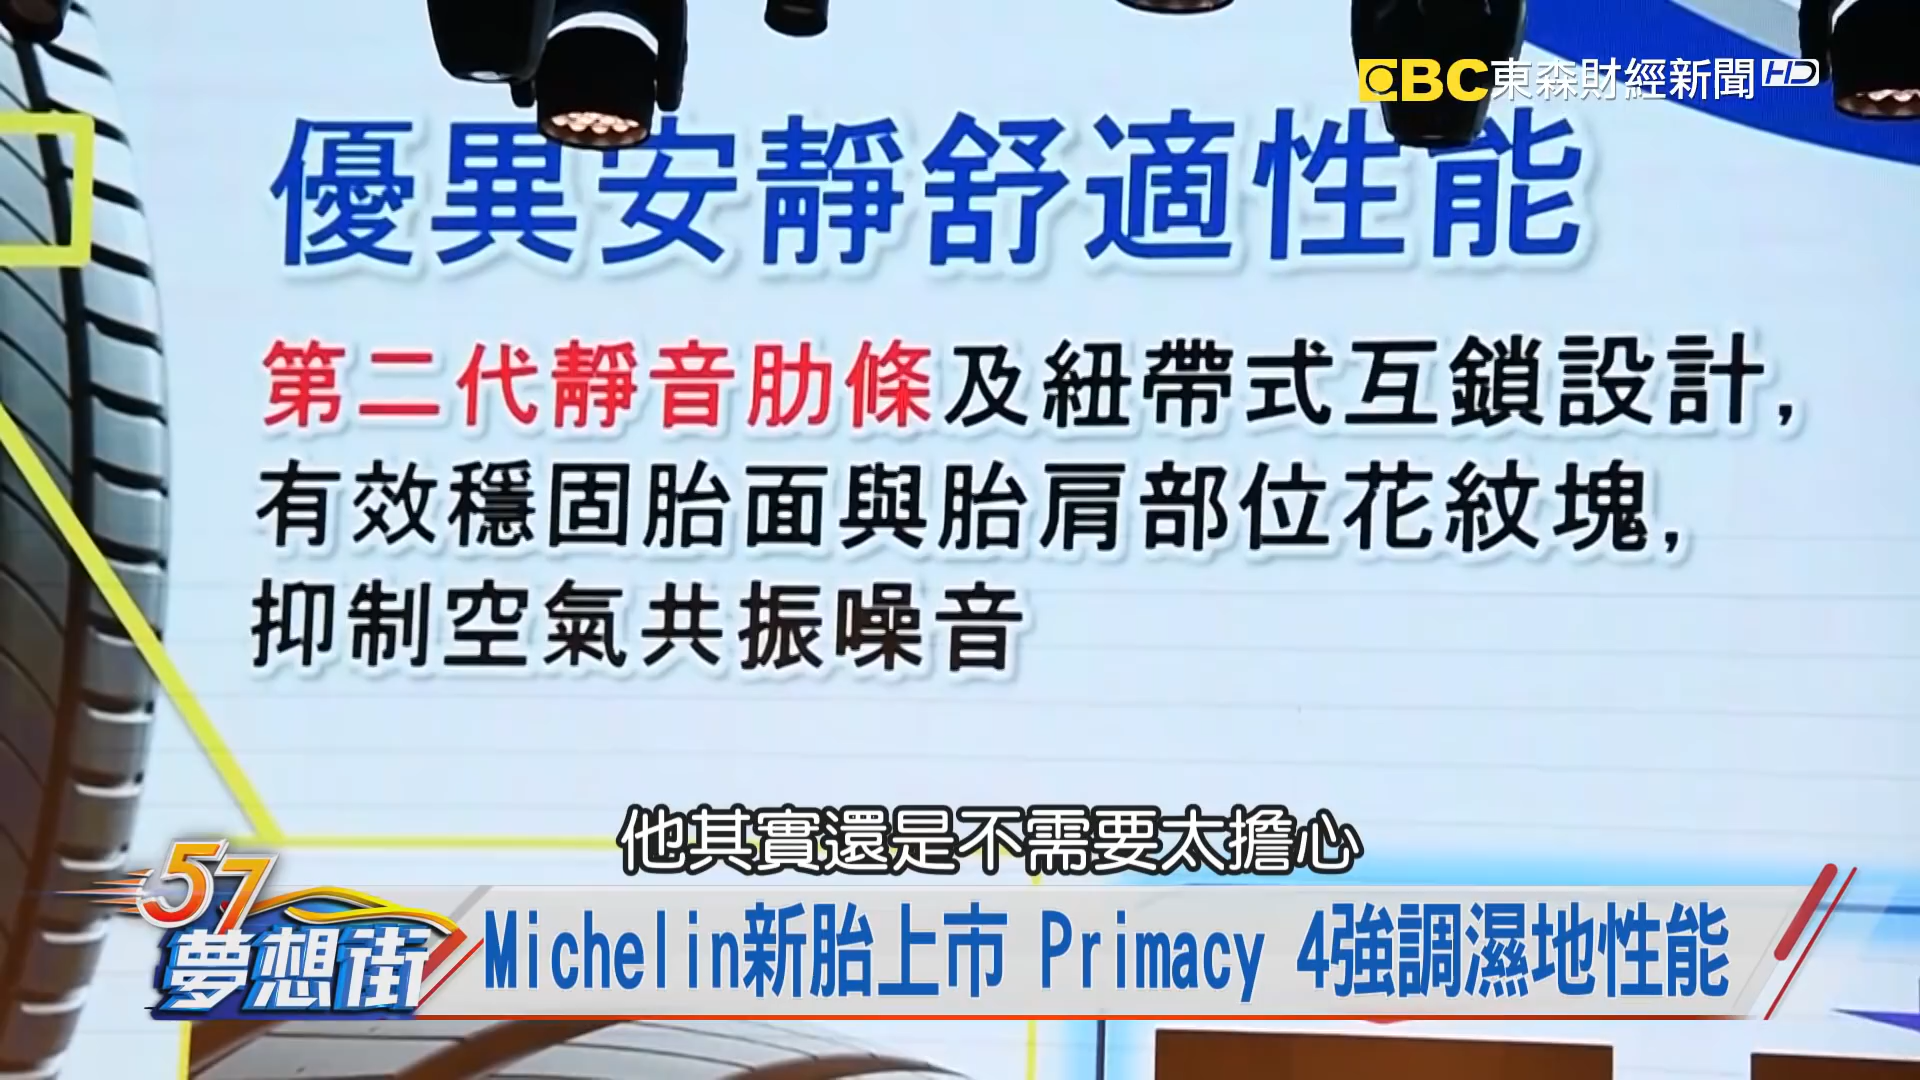 EBC東森財經新聞HD
優異安靜舒適性能
第二代靜音肋條及紐帶式互鎖設計,
有效穩固胎面與胎肩部位花紋塊,
抑制空氣共振噪音
他其實還是不需要太擔心
57夢想街
Michelin新胎上市 Primacy 4強調濕地性能